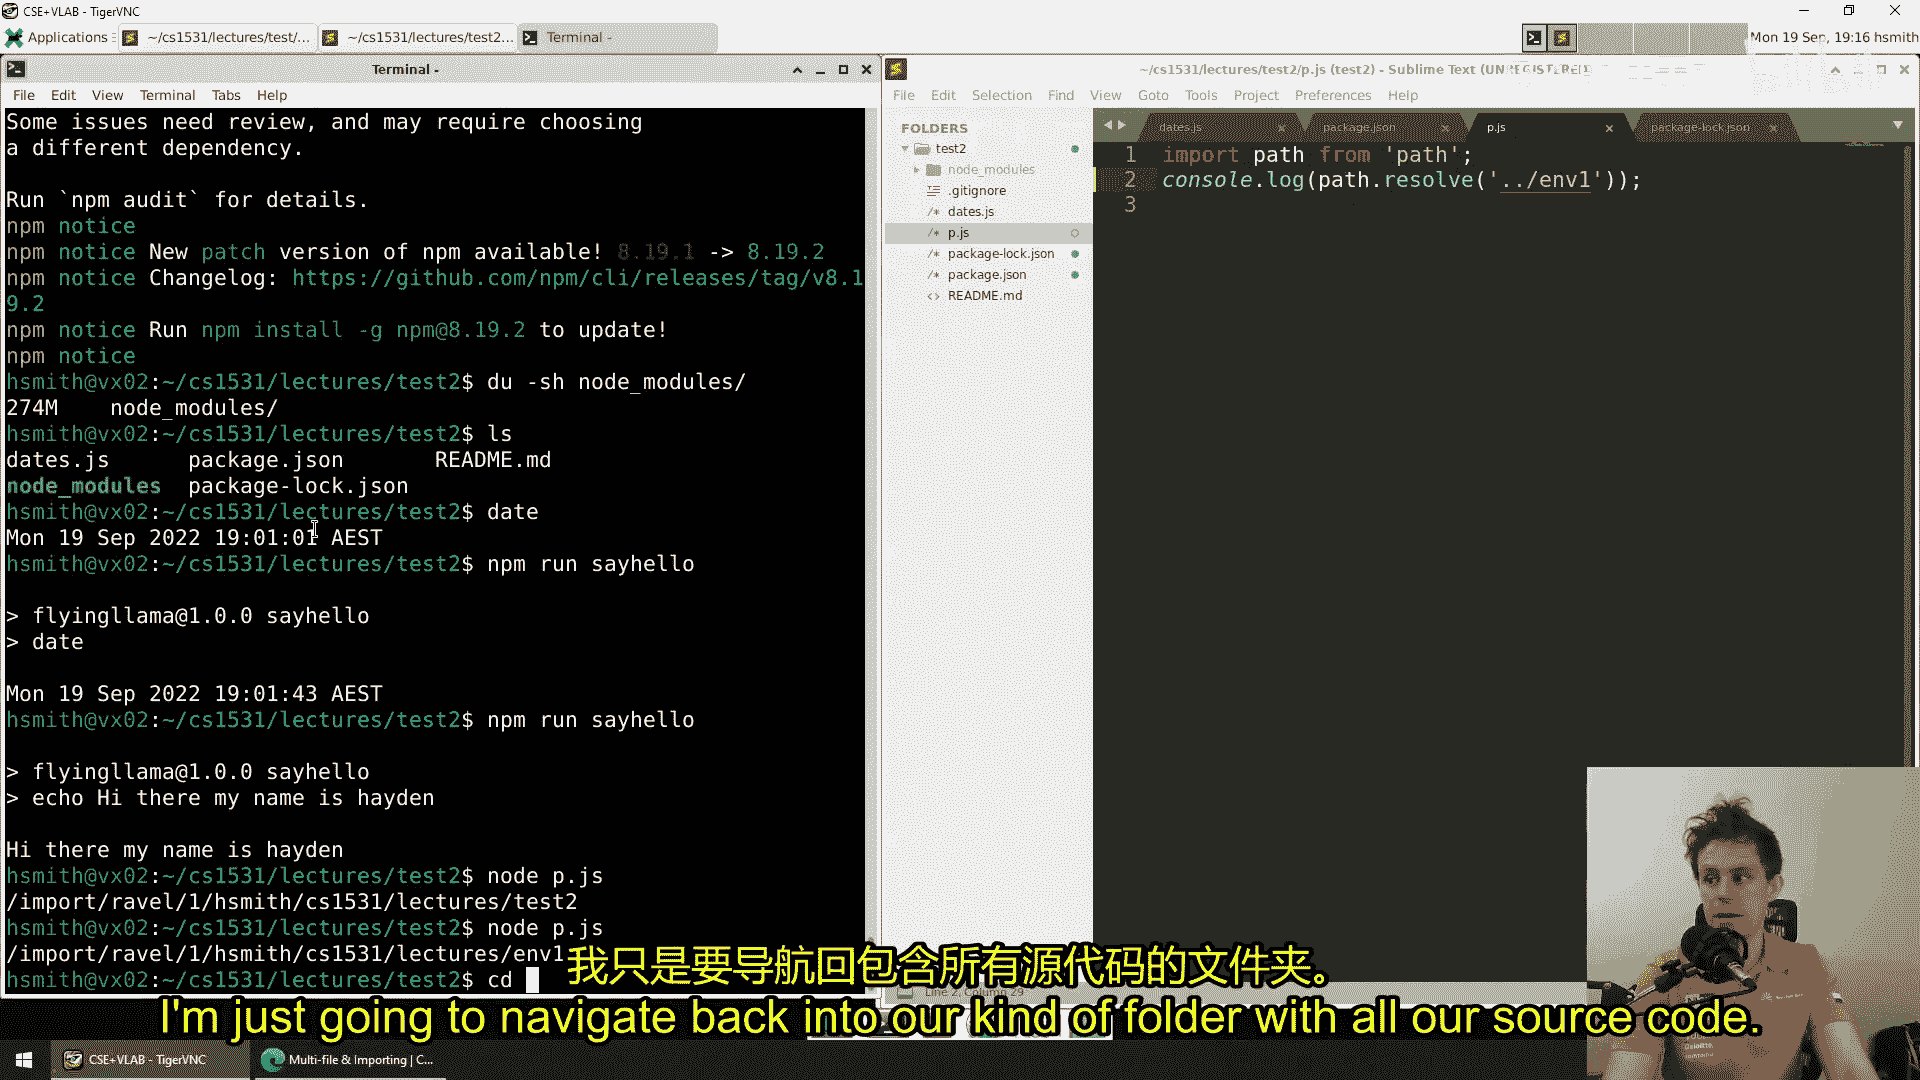 CSE+VLAB - TigerVNC
Applications
~/cs1531/lectures/test/...
~/cs1531/lectures/test2...
Terminal -
Mon 19 Sep, 19:16 hsmith
Terminal -
File Edit View Terminal Tabs Help
Some issues need review, and may require choosing
a different dependency.
Run `npm audit` for details.
npm notice
npm notice New patch version of npm available! 8.19.1 -> 8.19.2
npm notice Changelog: https://github.com/npm/cli/releases/tag/v8.1
9.2
npm notice Run npm install -g npm@8.19.2 to update!
npm notice
hsmith@vx02:~/cs1531/lectures/test2$ du -sh node_modules/
274M node_modules/
hsmith@vx02:~/cs1531/lectures/test2$ ls
dates.js package.json README.md
node_modules package-lock.json
hsmith@vx02:~/cs1531/lectures/test2$ date
Mon 19 Sep 2022 19:01:01 AEST
hsmith@vx02:~/cs1531/lectures/test2$ npm run sayhello
> flyingllama@1.0.0 sayhello
> date
Mon 19 Sep 2022 19:01:43 AEST
hsmith@vx02:~/cs1531/lectures/test2$ npm run sayhello
> flyingllama@1.0.0 sayhello
> echo Hi there my name is hayden
Hi there my name is hayden
hsmith@vx02:~/cs1531/lectures/test2$ node p.js
/import/ravel/1/hsmith/cs1531/lectures/test2
hsmith@vx02:~/cs1531/lectures/test2$ node p.js
/import/ravel/1/hsmith/cs1531/lectures/env1
hsmith@vx02:~/cs1531/lectures/test2$ cd
~/cs1531/lectures/test2/p.js (test2) - Sublime Text (UNREGISTERED)
File Edit Selection Find View Goto Tools Project Preferences Help
FOLDERS
test2
node_modules
.gitignore
dates.js
p.js
package-lock.json
package.json
README.md
dates.js
package.json
p.js
package-lock.json
1 import path from 'path';
2 console.log(path.resolve('../env1'));
3
Line 2, Column 29
我只是要导航回包含所有源代码的文件夹。
I'm just going to navigate back into our kind of folder with all our source code.
CSE+VLAB - TigerVNC
Multi-file & Importing | C...